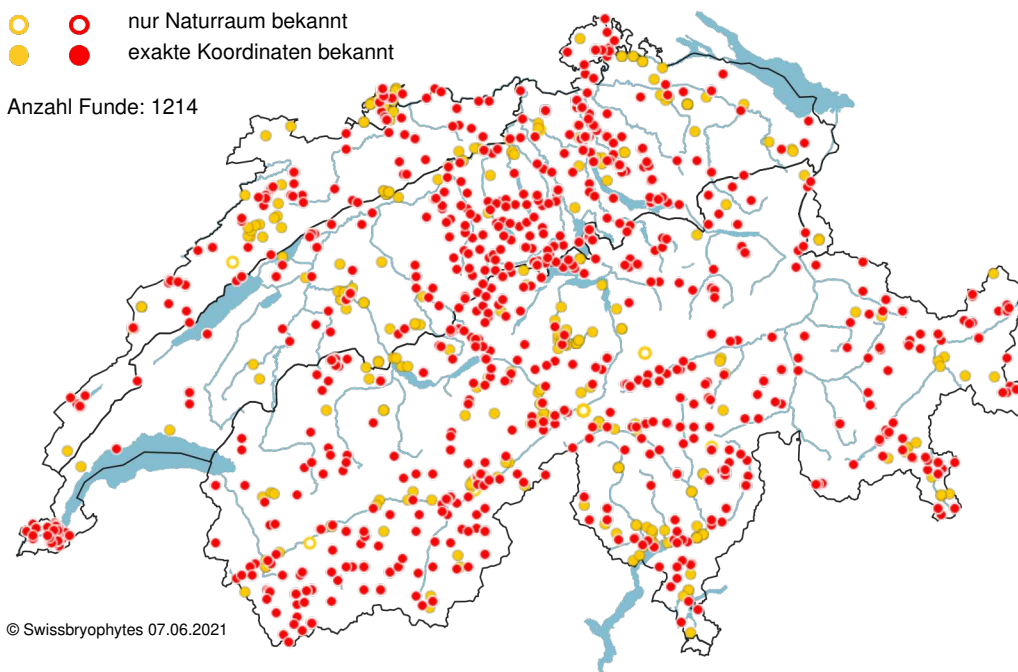 nur Naturraum bekannt
exakte Koordinaten bekannt
Anzahl Funde: 1214
© Swissbryophytes 07.06.2021